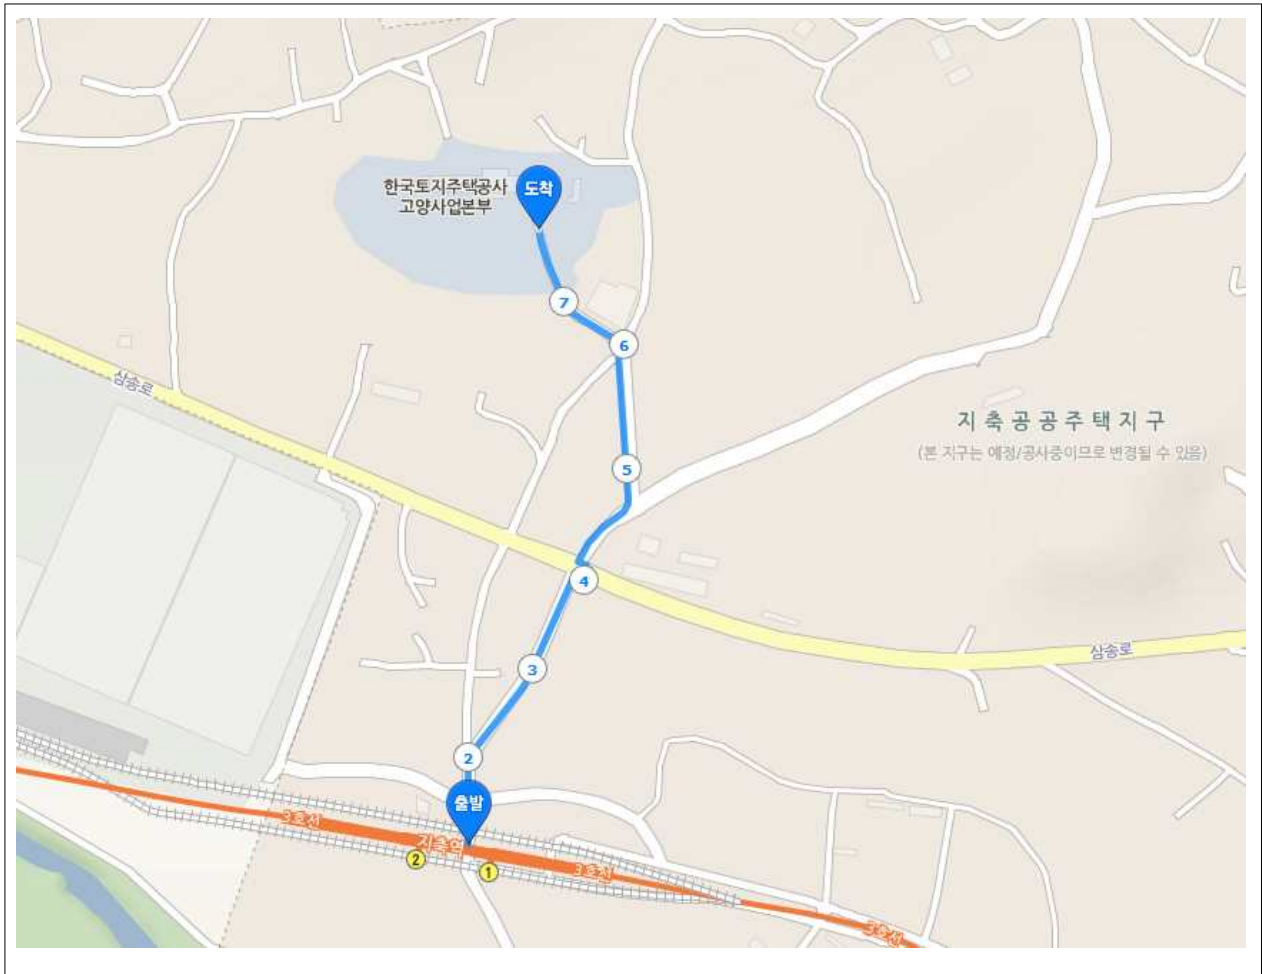 한국토지주택공사
고양사업본부
도착
7
6
삼송로
지축공공주택지구
(본 지구는 예정/공사중이므로 변경될 수 있음)
5
4
삼송로
3
2
출발
3호선
지축역
2
1
3호선
3호선